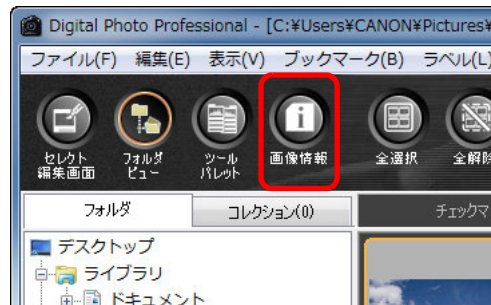 Digital Photo Professional - [C:¥Users¥CANON¥Pictures¥
ファイル(F) 編集(E) 表示(V) ブックマーク(B) ラベル(L)
セレクト
編集画面
フォルダ
ビュー
ツール
パレット
画像情報
全選択
全解除
フォルダ
コレクション(0)
チェックマ
デスクトップ
ライブラリ
ドキュメント